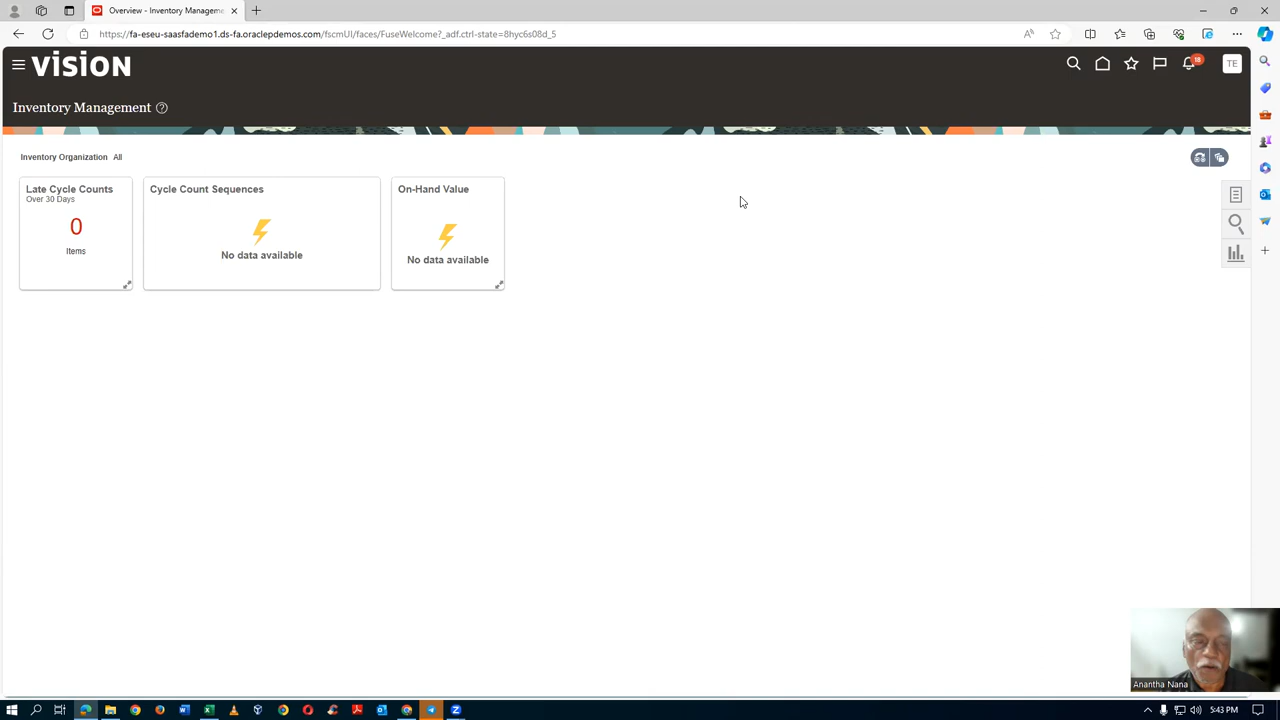 Overview - Inventory Manageme
https://fa-eseu-saasfademo1.ds-fa.oraclepdemos.com/fscmUI/faces/FuseWelcome?_adf.ctrl-state=8hyc6s08d_5
VISION
18
TE
Inventory Management
Inventory Organization All
Late Cycle Counts
Over 30 Days
0
Items
Cycle Count Sequences
No data available
On-Hand Value
No data available
Anantha Nana
5:43 PM